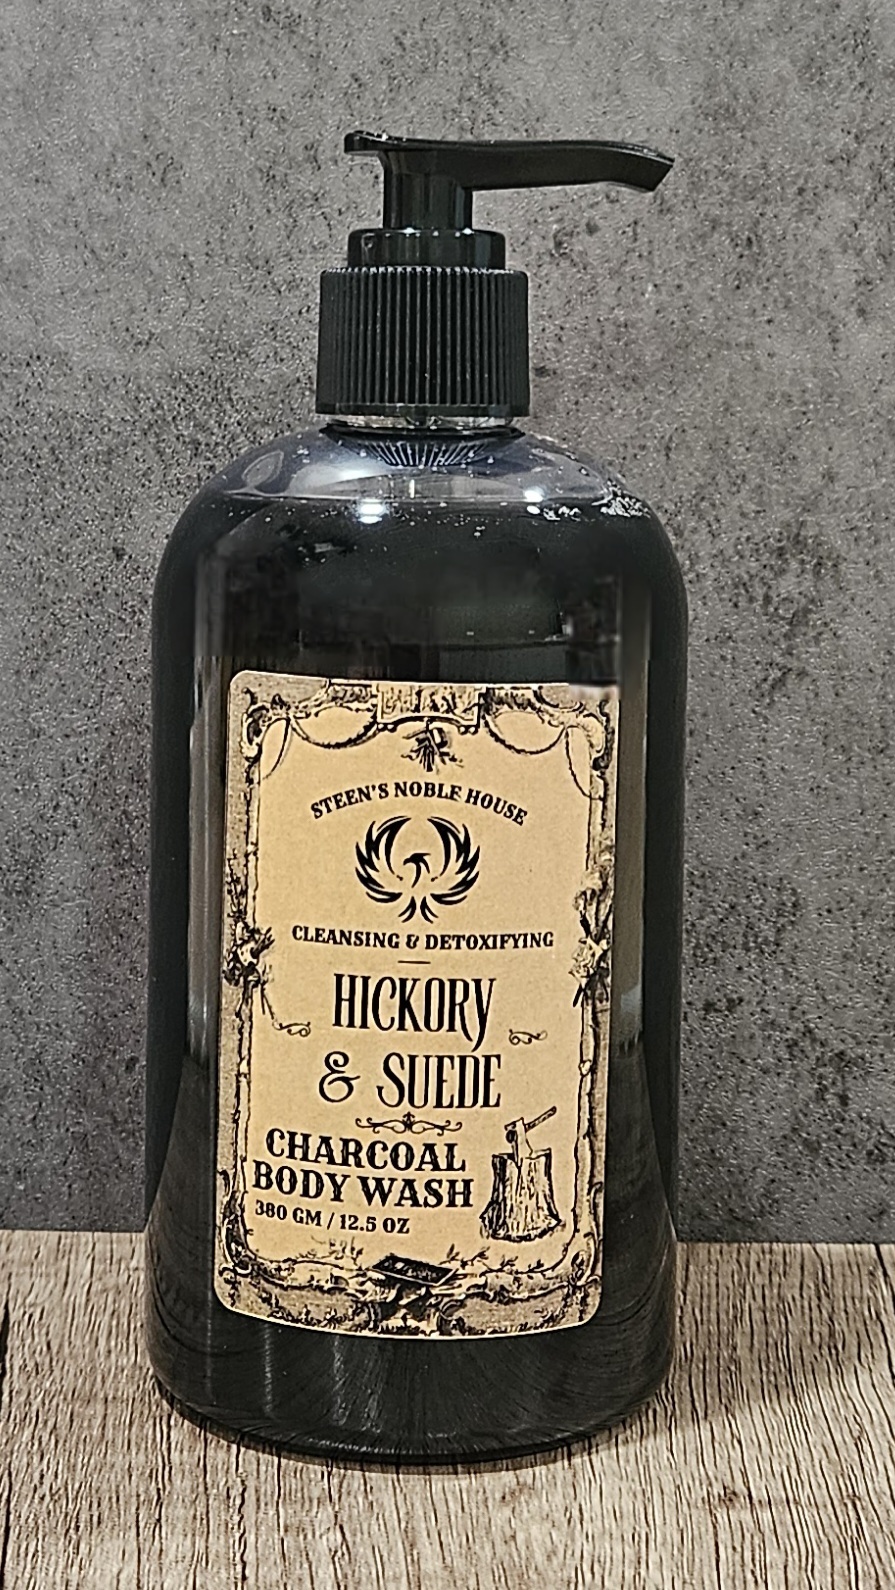 STEEN'S NOBLE HOUSE
CLEANSING & DETOXIFYING
HICKORY
& SUEDE
CHARCOAL
BODY WASH
380 GM / 12.5 OZ